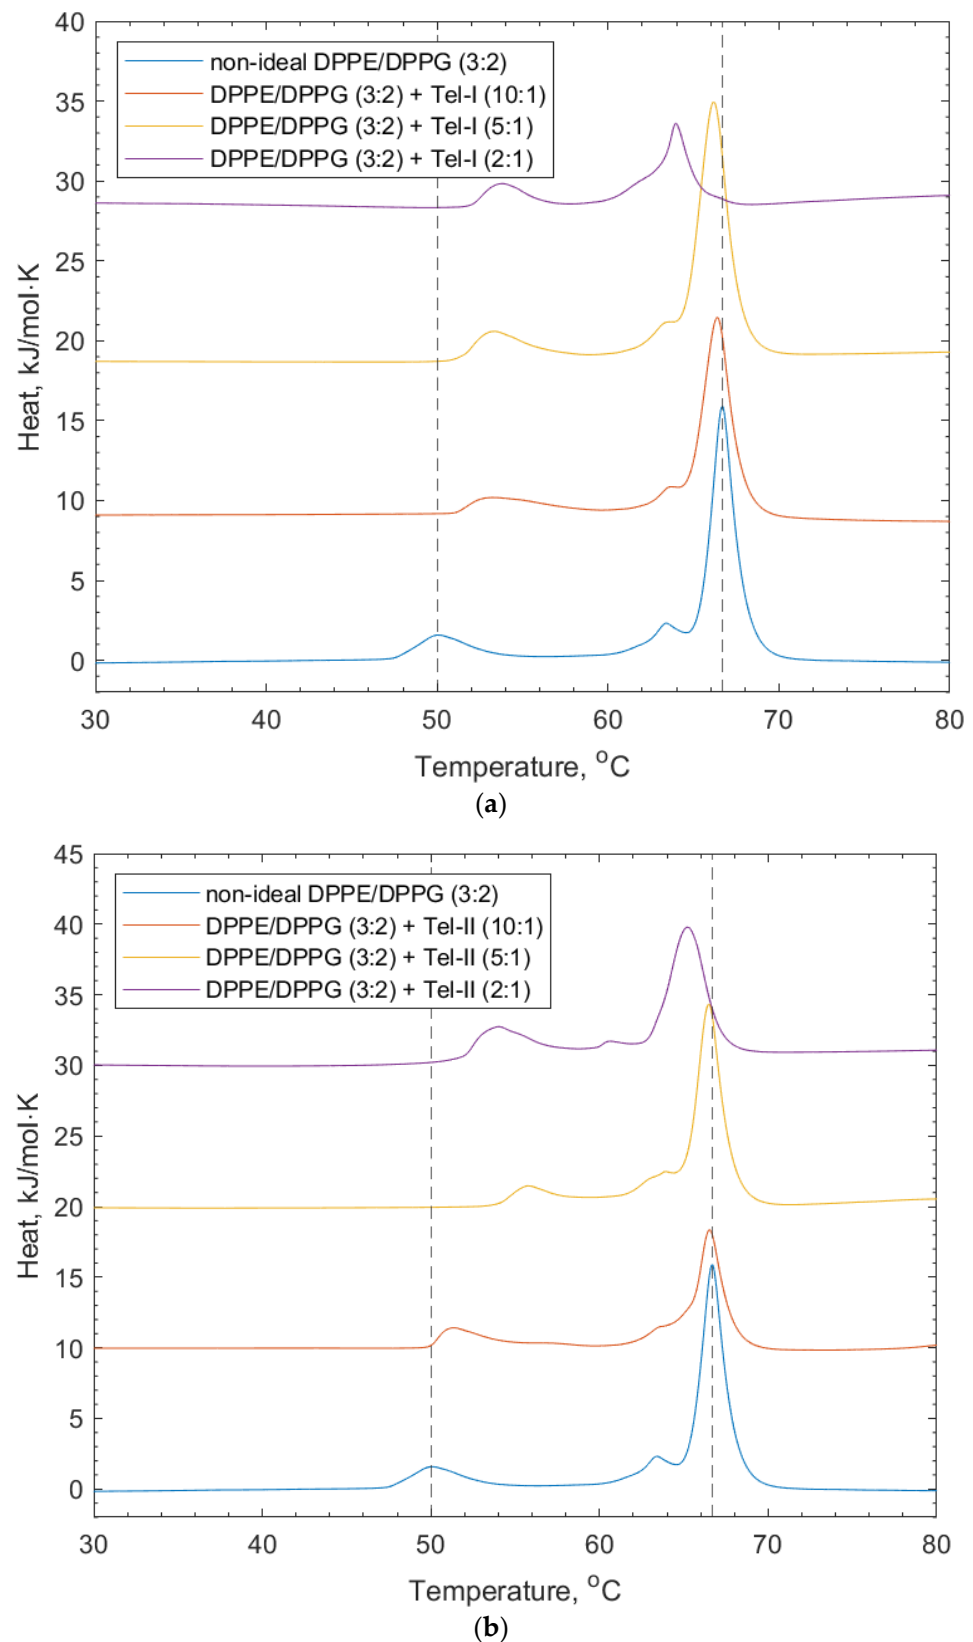 40
35
30
25
20
15
10
5
0
Heat, kJ/mol·K
non-ideal DPPE/DPPG (3:2)
DPPE/DPPG (3:2) + Tel-I (10:1)
DPPE/DPPG (3:2) + Tel-I (5:1)
DPPE/DPPG (3:2) + Tel-I (2:1)
30 40 50 60 70 80
Temperature, °C
(a)
45
40
35
30
25
20
15
10
5
0
Heat, kJ/mol·K
non-ideal DPPE/DPPG (3:2)
DPPE/DPPG (3:2) + Tel-II (10:1)
DPPE/DPPG (3:2) + Tel-II (5:1)
DPPE/DPPG (3:2) + Tel-II (2:1)
30 40 50 60 70 80
Temperature, °C
(b)